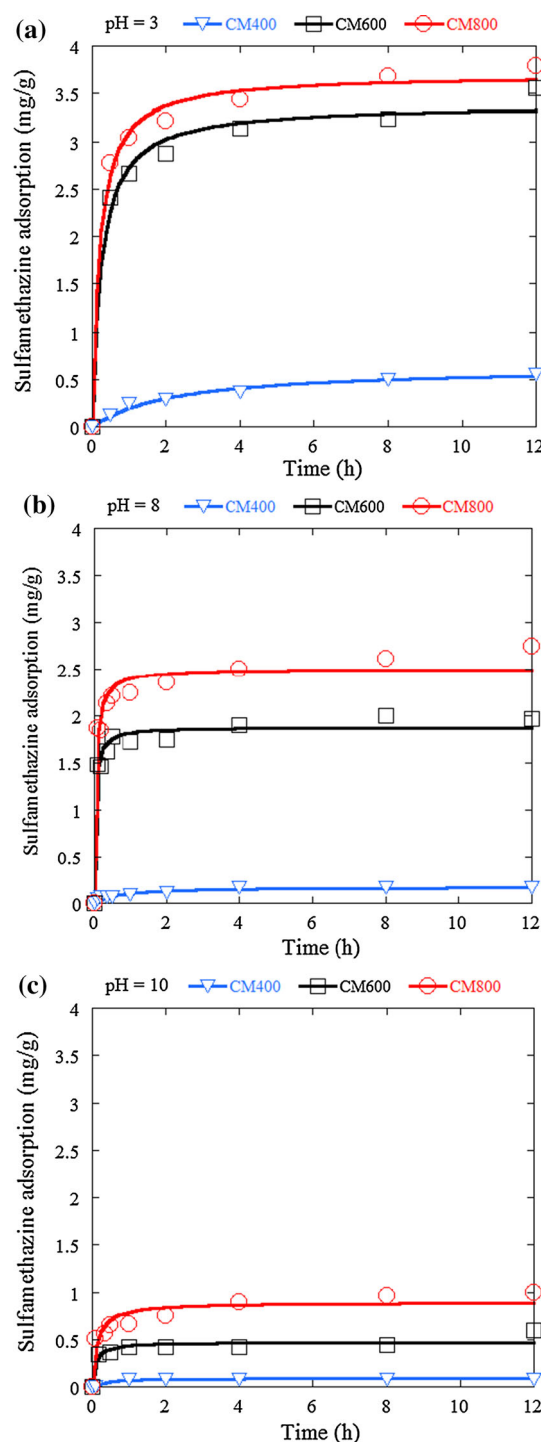 (a) pH = 3 CM400 CM600 CM800
4
3.5
3
2.5
2
1.5
1
0.5
0
Sulfamethazine adsorption (mg/g)
0 2 4 6 8 10 12
Time (h)
(b) pH = 8 CM400 CM600 CM800
4
3.5
3
2.5
2
1.5
1
0.5
0
Sulfamethazine adsorption (mg/g)
0 2 4 6 8 10 12
Time (h)
(c) pH = 10 CM400 CM600 CM800
4
3.5
3
2.5
2
1.5
1
0.5
0
Sulfamethazine adsorption (mg/g)
0 2 4 6 8 10 12
Time (h)